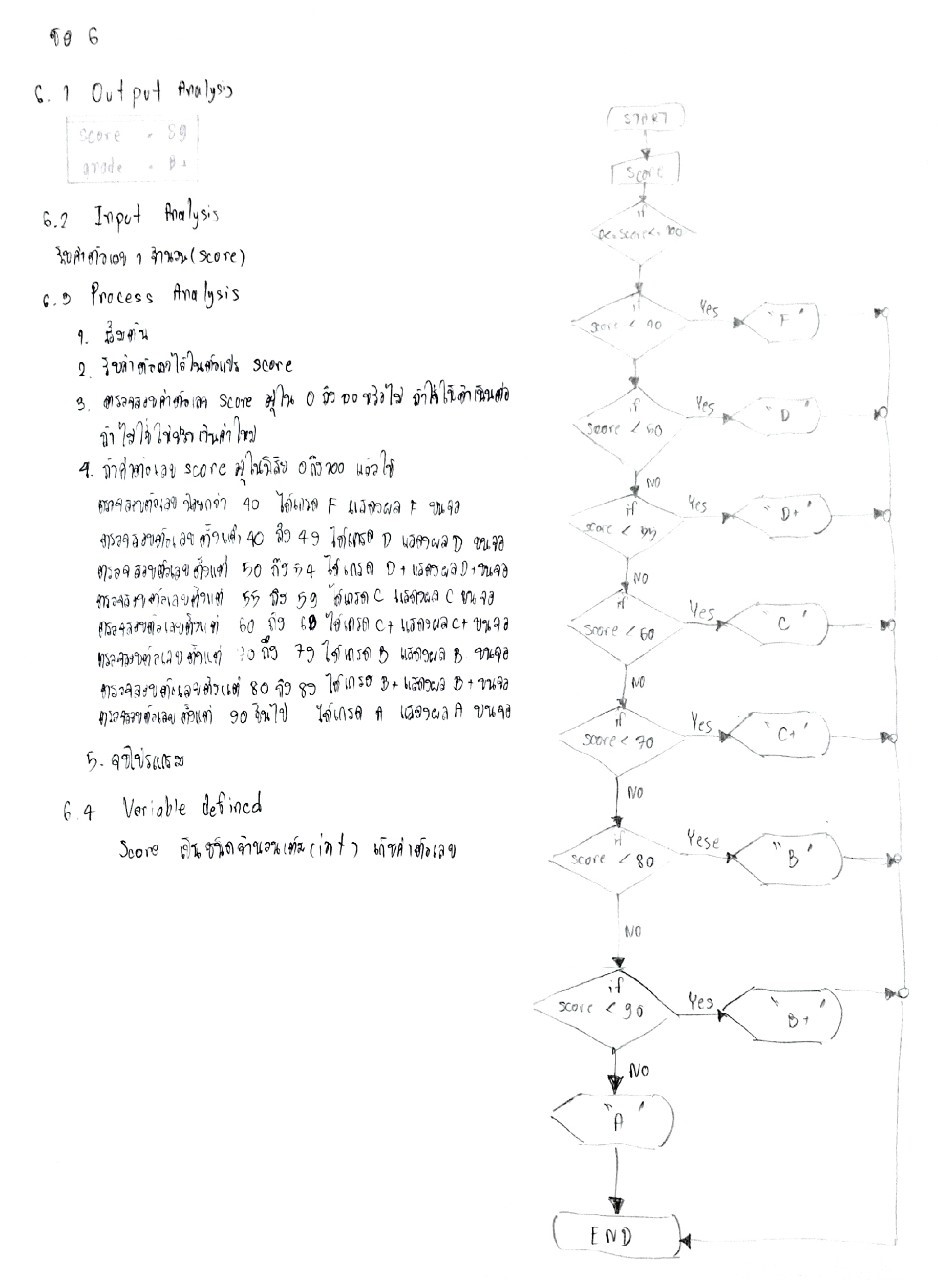 ข้อ 6
6.1 Output Analysis
score = 89
grade = B+
6.2 Input Analysis
รับค่าตัวเลข 1 จำนวน (score)
6.3 Process Analysis
1. เริ่มต้น
2. รับค่าตัวเลขไว้ในตัวแปร score
3. ตรวจสอบค่าตัวเลข score อยู่ใน 0 ถึง 100 หรือไม่ ถ้าใช่ให้ดำเนินต่อ
ถ้าไม่ใช่ให้
4. ถ้าค่าตัวเลข score อยู่ในพิสัย 0 ถึง 100 แล้วให้
ตรวจสอบตัวเลข น้อยกว่า 40 ได้เกรด F แสดงผล F บนจอ
ตรวจสอบตัวเลข ตั้งแต่ 40 ถึง 49 ได้เกรด D แสดงผล D บนจอ
ตรวจสอบตัวเลขตั้งแต่ 50 ถึง 54 ได้เกรด D+ แสดงผล D+ บนจอ
ตรวจสอบตัวเลขตั้งแต่ 55 ถึง 59 ได้เกรด C แสดงผล C บนจอ
ตรวจสอบตัวเลขตั้งแต่ 60 ถึง 69 ได้เกรด C+ แสดงผล C+ บนจอ
ตรวจสอบตัวเลขตั้งแต่ 70 ถึง 79 ได้เกรด B แสดงผล B บนจอ
ตรวจสอบตัวเลขตั้งแต่ 80 ถึง 89 ได้เกรด B+ แสดงผล B+ บนจอ
ตรวจสอบตัวเลขตั้งแต่ 90 ขึ้นไป ได้เกรด A แสดงผล A บนจอ
5. จบโปรแกรม
6.4 Variable defined
Score เป็นชนิดจำนวนเต็ม (int) เก็บค่าตัวเลข
START
score
if
0<=score<=100
if
score <
Yes
"F"
if
score <
Yes
"D
NO
if
score <
Yes
"D+"
NO
if
score < 60
Yes
"C"
NO
if
score < 70
Yes
"C+"
NO
if
score < 80
Yese
"B"
NO
if
score < 90
Yes
"B+"
NO
"A"
END